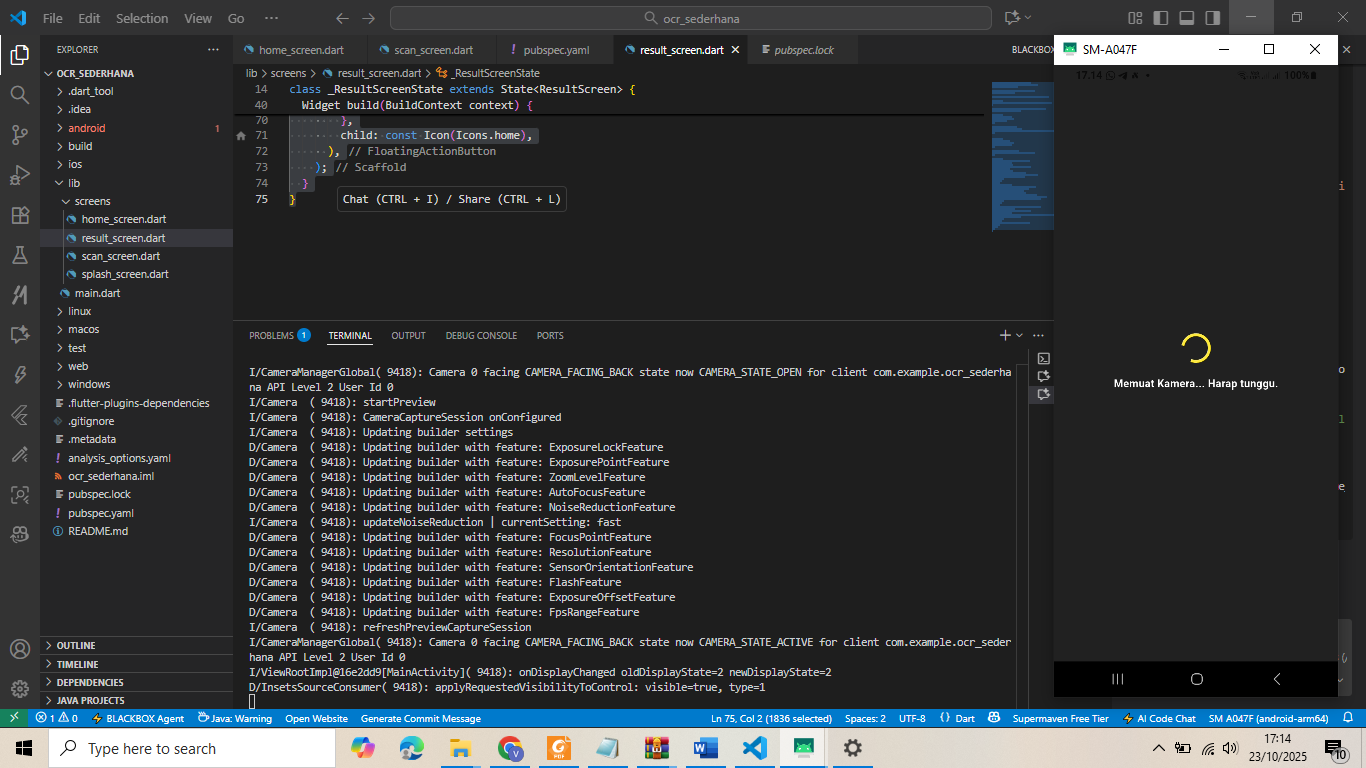 File Edit Selection View Go ··· ocr_sederhana
EXPLORER
OCR_SEDERHANA
.dart_tool
.idea
android 1
build
ios
lib
screens
home_screen.dart
result_screen.dart
scan_screen.dart
splash_screen.dart
main.dart
linux
macos
test
web
windows
.flutter-plugins-dependencies
.gitignore
.metadata
analysis_options.yaml
ocr_sederhana.iml
pubspec.lock
pubspec.yaml
README.md
OUTLINE
TIMELINE
DEPENDENCIES
JAVA PROJECTS
home_screen.dart scan_screen.dart pubspec.yaml result_screen.dart pubspec.lock BLACKBOX
lib > screens > result_screen.dart > _ResultScreenState
14 class _ResultScreenState extends State<ResultScreen> {
40 Widget build(BuildContext context) {
70 },
71 child: const Icon(Icons.home),
72 ), // FloatingActionButton
73 ); // Scaffold
74 }
75 }
Chat (CTRL + I) / Share (CTRL + L)
PROBLEMS 1 TERMINAL OUTPUT DEBUG CONSOLE PORTS
I/CameraManagerGlobal( 9418): Camera 0 facing CAMERA_FACING_BACK state now CAMERA_STATE_OPEN for client com.example.ocr_sederha
na API Level 2 User Id 0
I/Camera ( 9418): startPreview
I/Camera ( 9418): CameraCaptureSession onConfigured
I/Camera ( 9418): Updating builder settings
D/Camera ( 9418): Updating builder with feature: ExposureLockFeature
D/Camera ( 9418): Updating builder with feature: ExposurePointFeature
D/Camera ( 9418): Updating builder with feature: ZoomLevelFeature
D/Camera ( 9418): Updating builder with feature: AutoFocusFeature
D/Camera ( 9418): Updating builder with feature: NoiseReductionFeature
I/Camera ( 9418): updateNoiseReduction | currentSetting: fast
D/Camera ( 9418): Updating builder with feature: FocusPointFeature
D/Camera ( 9418): Updating builder with feature: ResolutionFeature
D/Camera ( 9418): Updating builder with feature: SensorOrientationFeature
D/Camera ( 9418): Updating builder with feature: FlashFeature
D/Camera ( 9418): Updating builder with feature: ExposureOffsetFeature
D/Camera ( 9418): Updating builder with feature: FpsRangeFeature
I/Camera ( 9418): refreshPreviewCaptureSession
I/CameraManagerGlobal( 9418): Camera 0 facing CAMERA_FACING_BACK state now CAMERA_STATE_ACTIVE for client com.example.ocr_seder
hana API Level 2 User Id 0
I/ViewRootImpl@16e2dd9[MainActivity]( 9418): onDisplayChanged oldDisplayState=2 newDisplayState=2
D/InsetsSourceConsumer( 9418): applyRequestedVisibilityToControl: visible=true, type=1
SM-A047F
17.14 100%
Memuat Kamera... Harap tunggu.
1 0 BLACKBOX Agent Java: Warning Open Website Generate Commit Message Ln 75, Col 2 (1836 selected) Spaces: 2 UTF-8 {} Dart Supermaven Free Tier AI Code Chat SM A047F (android-arm64)
Type here to search
17:14
23/10/2025
10